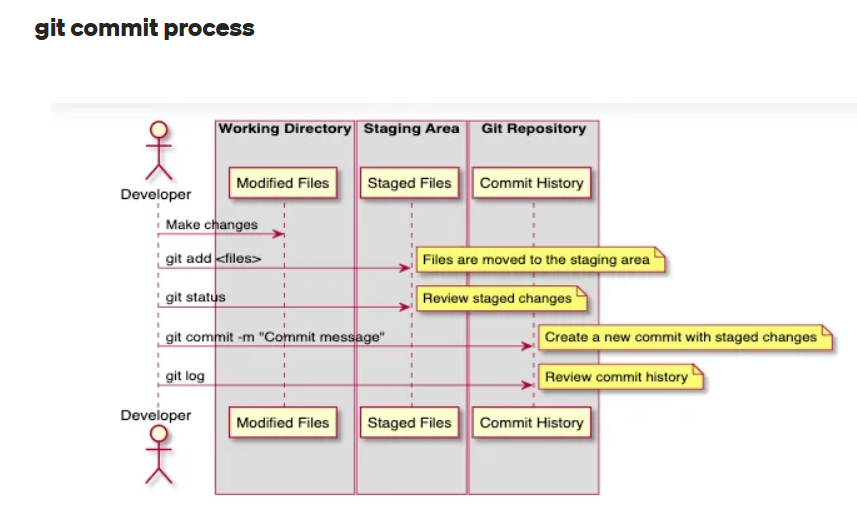 git commit process
Working Directory Staging Area Git Repository
Modified Files Staged Files Commit History
Developer
Make changes
git add <files>
Files are moved to the staging area
git status
Review staged changes
git commit -m "Commit message"
Create a new commit with staged changes
git log
Review commit history
Developer
Modified Files Staged Files Commit History